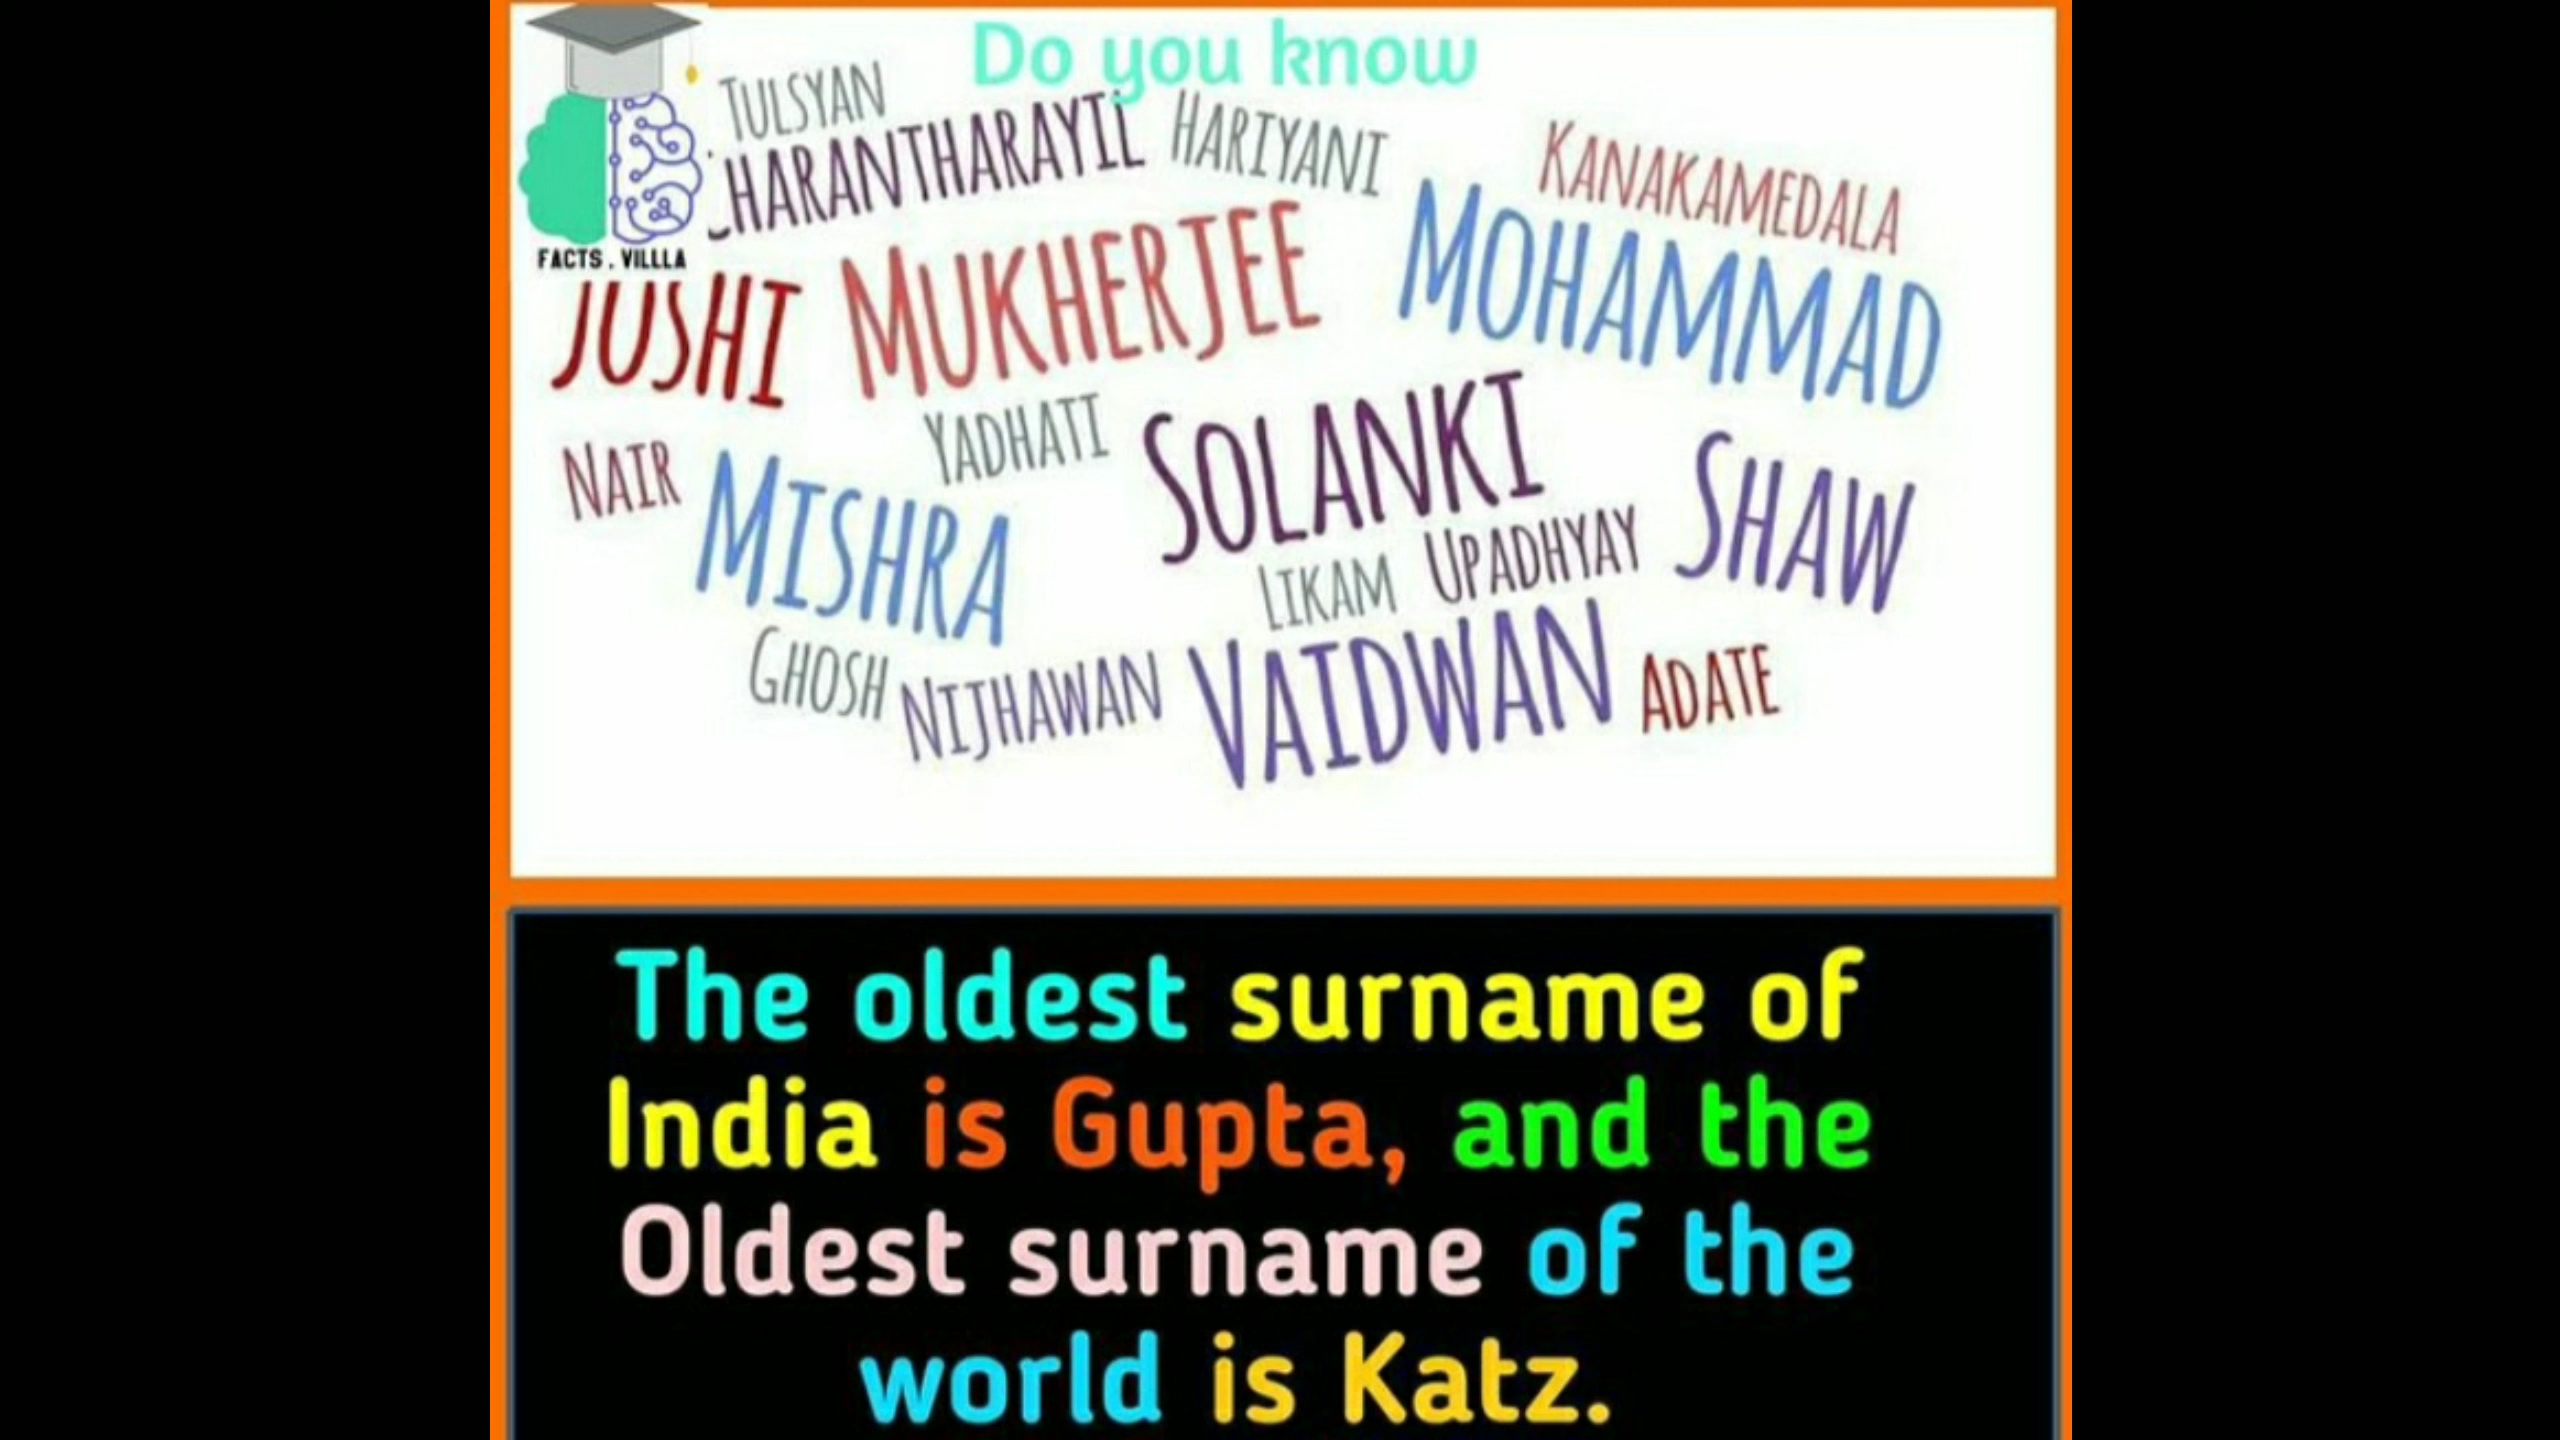 Do you know
TULSYAN
HARANTHARAYIL
HARIYANI
KANAKAMEDALA
FACTS . VILLLA
JOSHI
MUKHERJEE
MOHAMMAD
NAIR
MISHRA
YADHATI
SOLANKI
SHAW
LIKAM
UPADHYAY
GHOSH
NIJHAWAN
VAIDWAN
ADATE
The oldest surname of
India is Gupta, and the
Oldest surname of the
world is Katz.